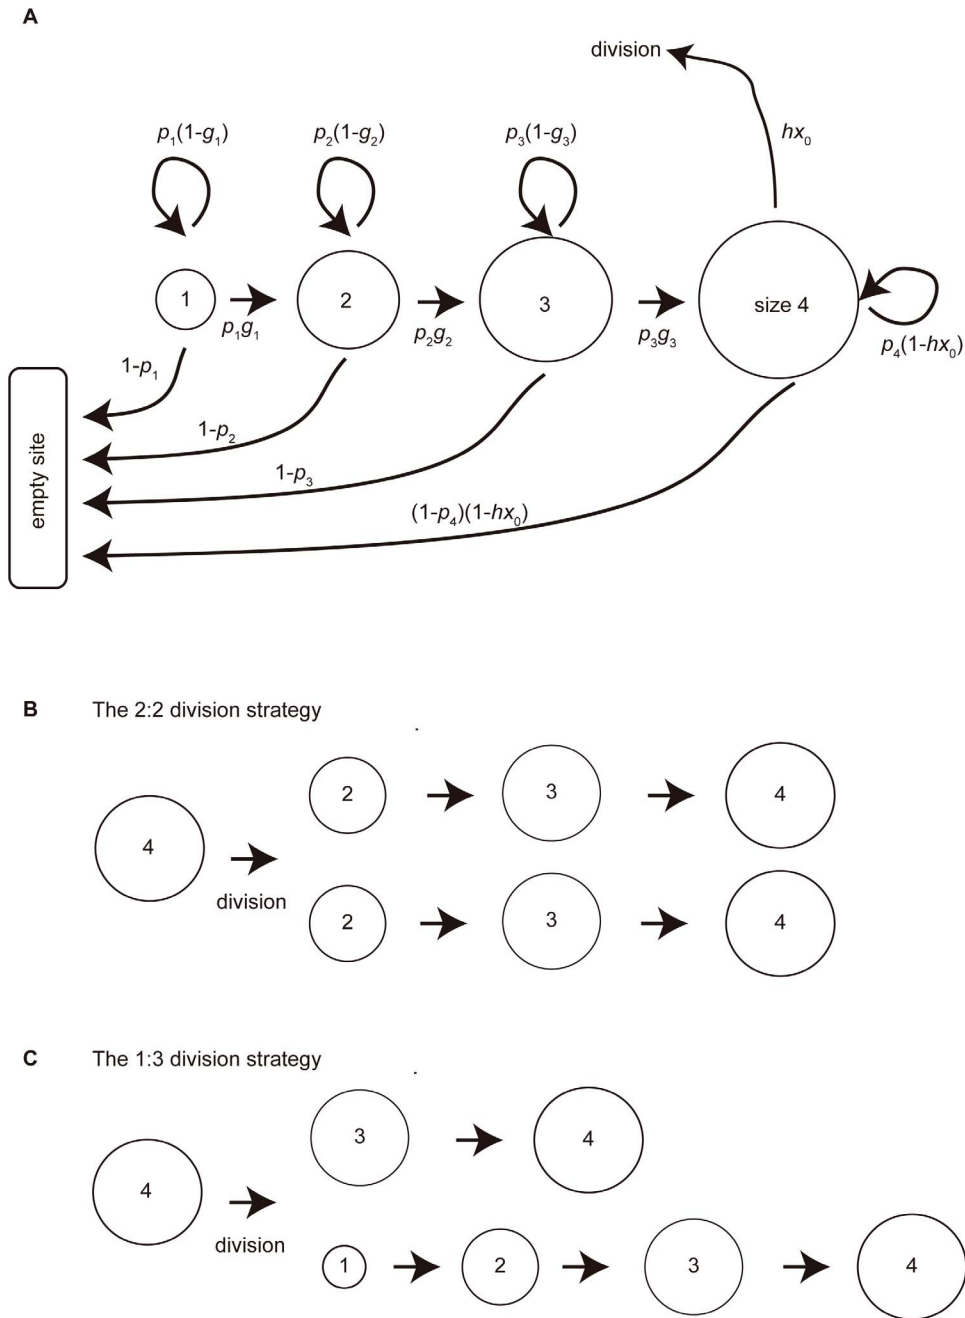 A
division
hx₀
p₁(1-g₁)
p₂(1-g₂)
p₃(1-g₃)
1
2
3
size 4
p₁g₁
p₂g₂
p₃g₃
p₄(1-hx₀)
1-p₁
1-p₂
1-p₃
(1-p₄)(1-hx₀)
empty site
B The 2:2 division strategy
2
3
4
4
division
2
3
4
C The 1:3 division strategy
3
4
4
division
1
2
3
4